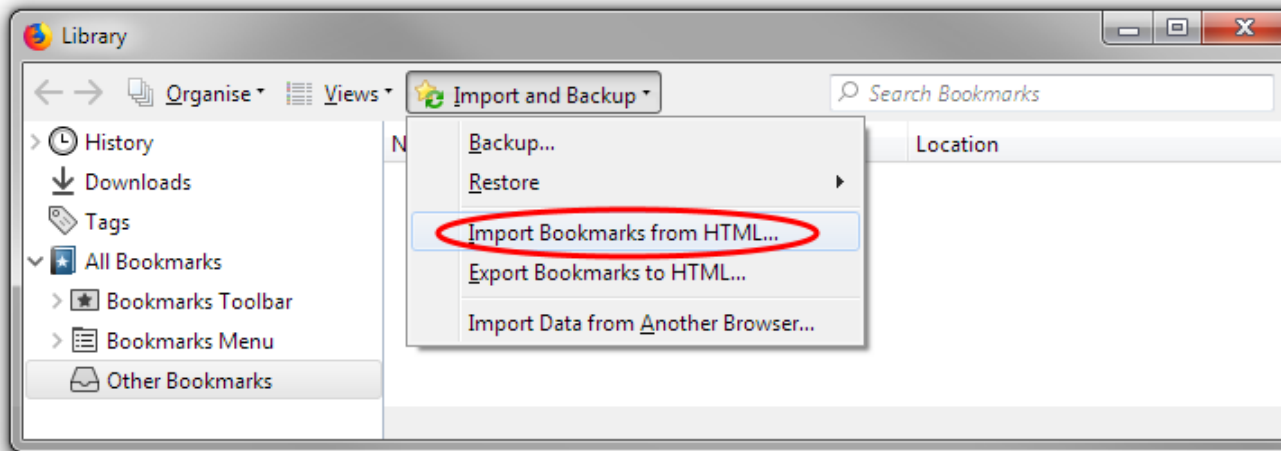 Library
Organise Views Import and Backup Search Bookmarks
History
Downloads
Tags
All Bookmarks
Bookmarks Toolbar
Bookmarks Menu
Other Bookmarks
N Location
Backup...
Restore
Import Bookmarks from HTML...
Export Bookmarks to HTML...
Import Data from Another Browser...